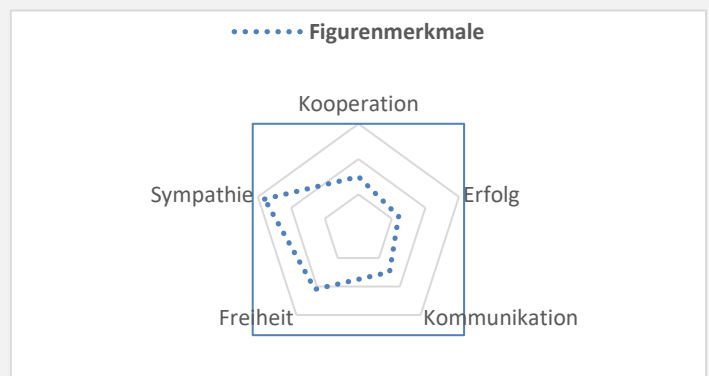 Figurenmerkmale
Kooperation
Erfolg
Kommunikation
Freiheit
Sympathie